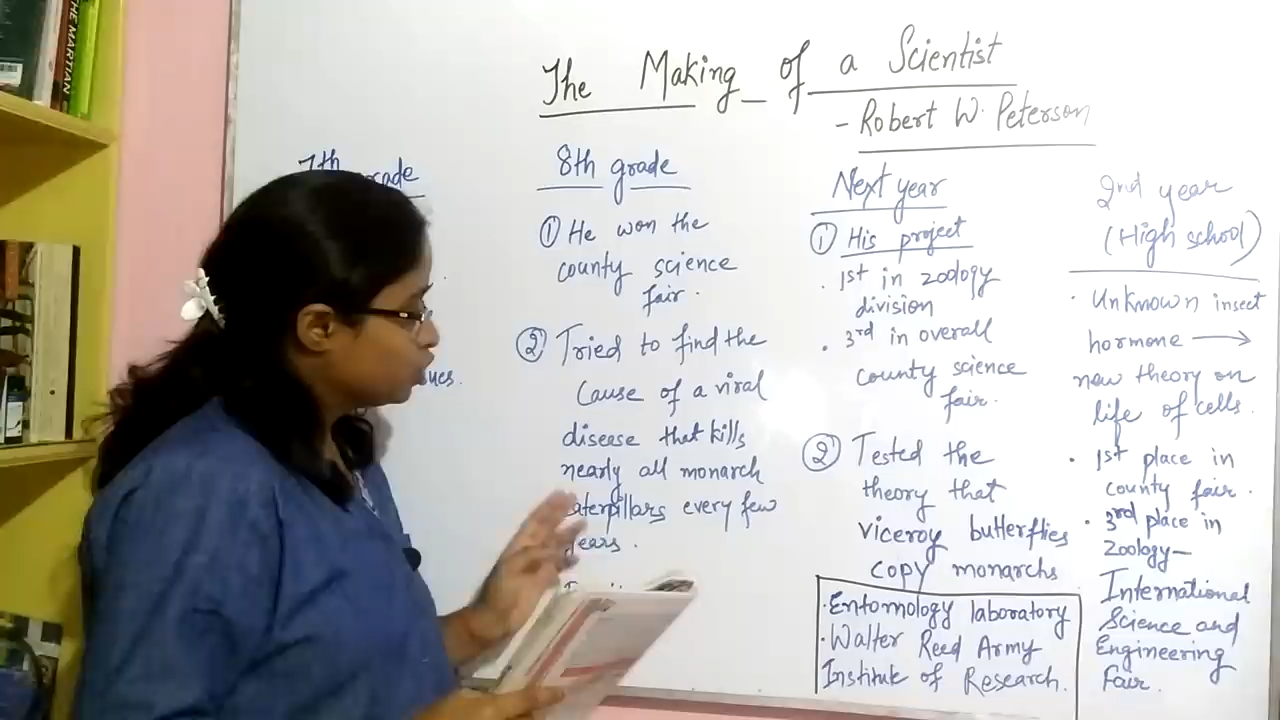 THE MARTIAN
The Making of a Scientist
- Robert W. Peterson
7th grade
8th grade
① He won the
county science
fair.
② Tried to find the
Cause of a viral
disease that kills
nearly all monarch
caterpillars every few
years.
Next year
① His project
· 1st in zoology
division
· 3rd in overall
county science
fair.
② Tested the
theory that
viceroy butterflies
copy monarchs
· Entomology laboratory
· Walter Reed Army
Institute of Research.
2nd year
(High school)
· Unknown insect
hormone →
new theory on
life of cells.
· 1st place in
county fair.
· 3rd place in
Zoology-
International
Science and
Engineering
Fair.